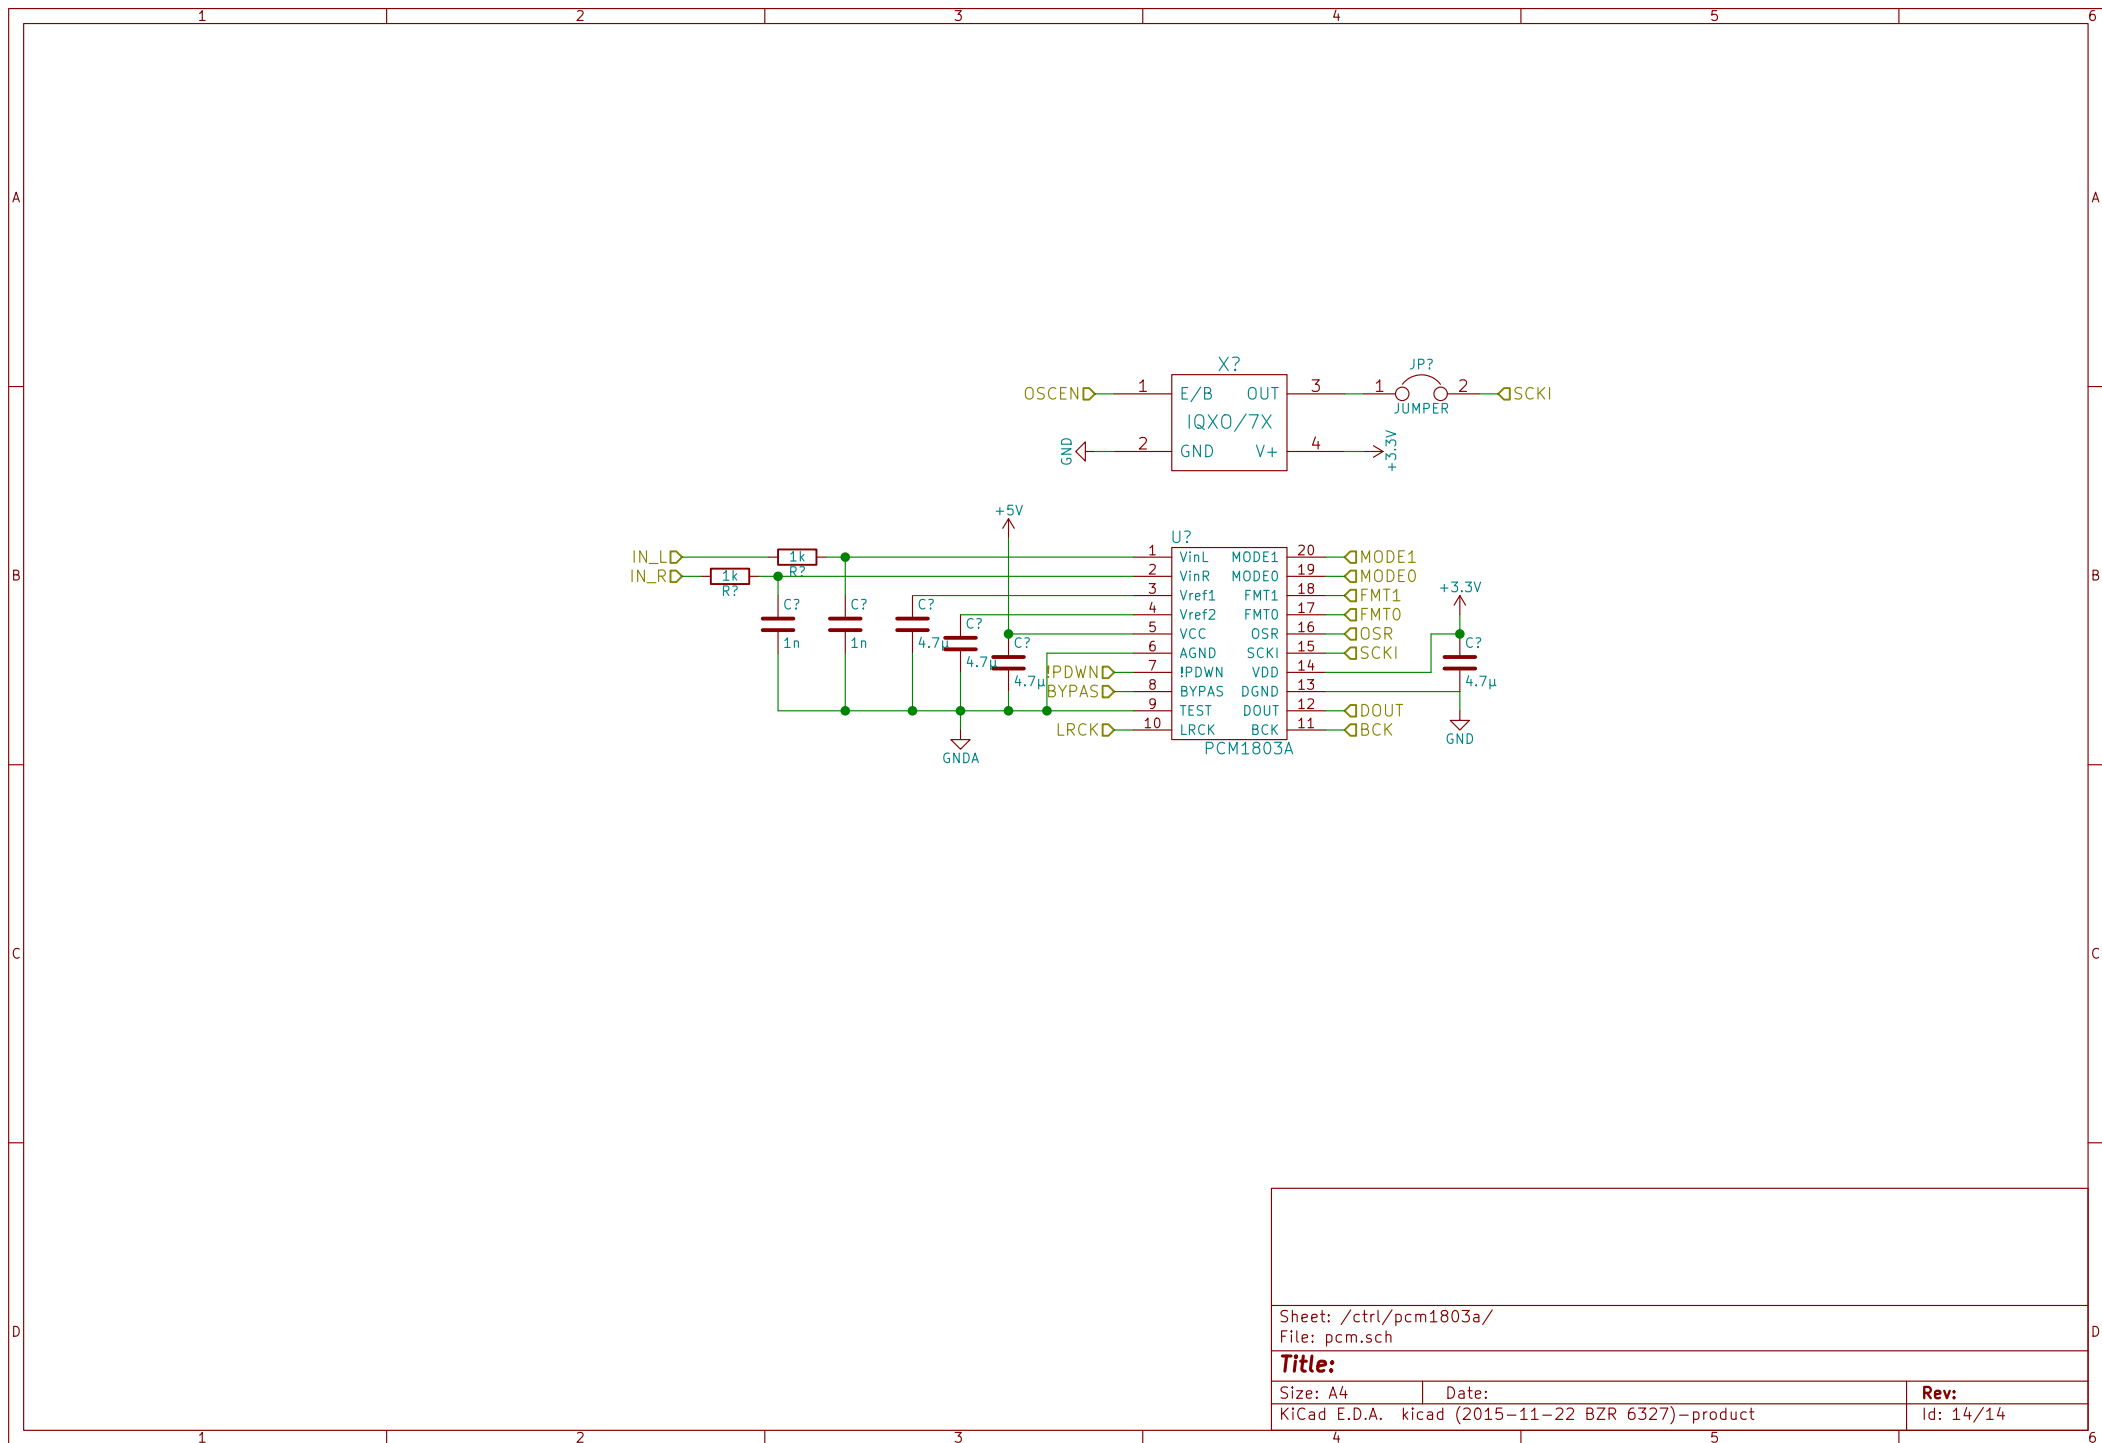 1 2 3 4 5 6
A A
X?
JP?
OSCEN 1 E/B OUT 3 1 2 SCKI
JUMPER
IQXO/7X
GND 2 GND V+ 4 +3.3V
+5V
U?
IN_L 1k 1 VinL MODE1 20 MODE1
R?
IN_R 1k 2 VinR MODE0 19 MODE0
R?
+3.3V
3 Vref1 FMT1 18 FMT1
C? C? C?
4 Vref2 FMT0 17 FMT0
C?
5 VCC OSR 16 OSR
1n 1n 4.7µ C? C?
6 AGND SCKI 15 SCKI
4.7µ
!PDWN 7 !PDWN VDD 14
4.7µ 4.7µ
BYPAS 8 BYPAS DGND 13
9 TEST DOUT 12 DOUT
LRCK 10 LRCK BCK 11 BCK
GND
PCM1803A
GNDA
B B
C C
D D
Sheet: /ctrl/pcm1803a/
File: pcm.sch
Title:
Size: A4 Date: Rev:
KiCad E.D.A. kicad (2015-11-22 BZR 6327)-product Id: 14/14
1 2 3 4 5 6